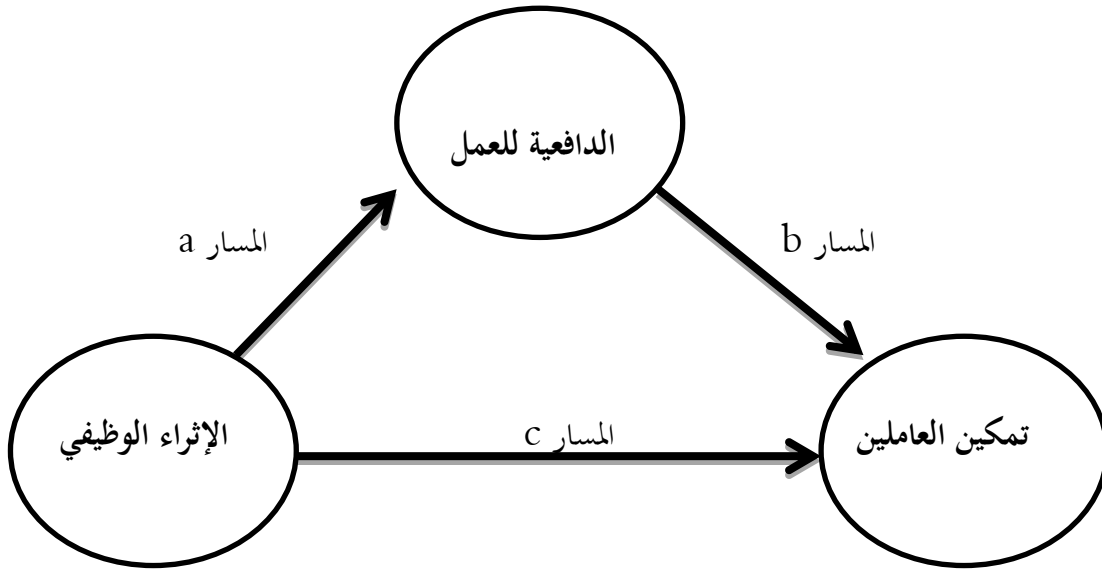 الدافعية للعمل
المسار a
المسار b
الإثراء الوظيفي
المسار c
تمكين العاملين